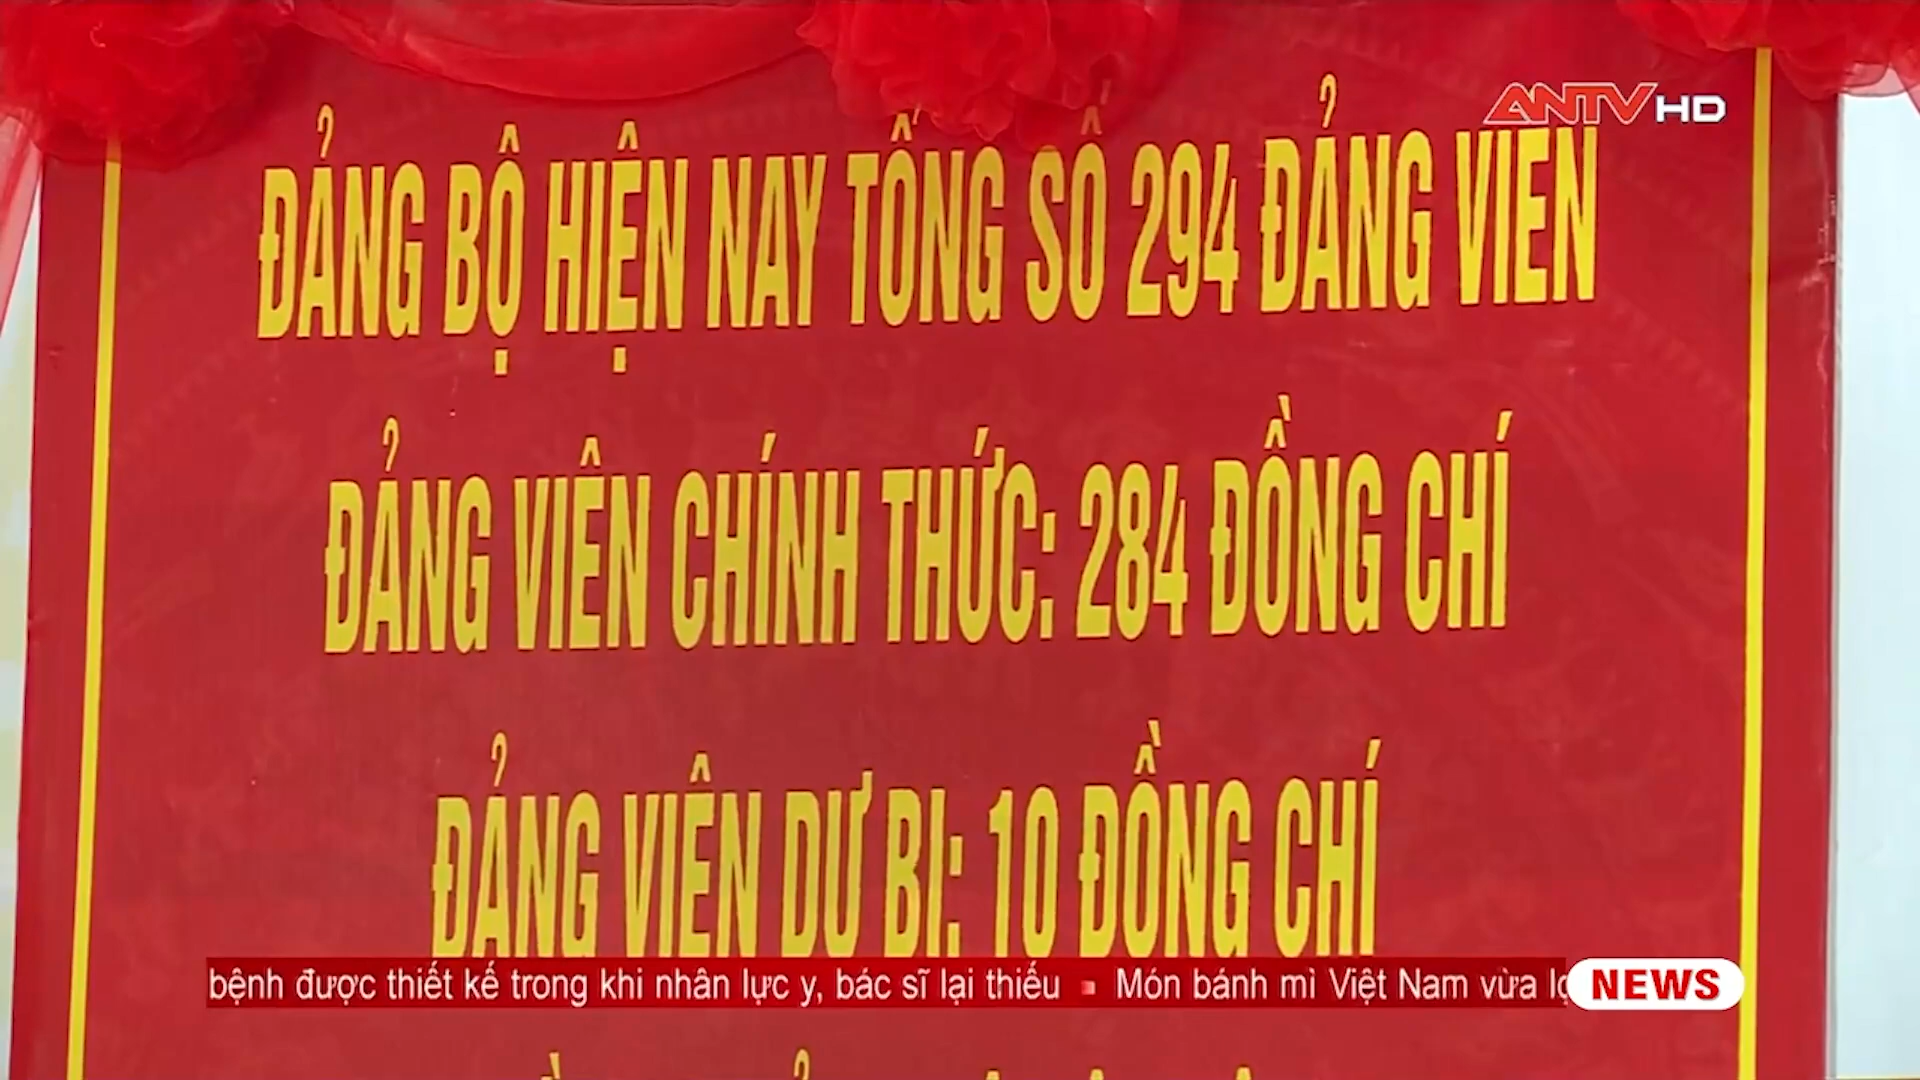 ANTV HD
ĐẢNG BỘ HIỆN NAY TỔNG SỐ 294 ĐẢNG VIÊN
ĐẢNG VIÊN CHÍNH THỨC: 284 ĐỒNG CHÍ
ĐẢNG VIÊN DỰ BỊ: 10 ĐỒNG CHÍ
bệnh được thiết kế trong khi nhân lực y, bác sĩ lại thiếu ▪ Món bánh mì Việt Nam vừa
NEWS